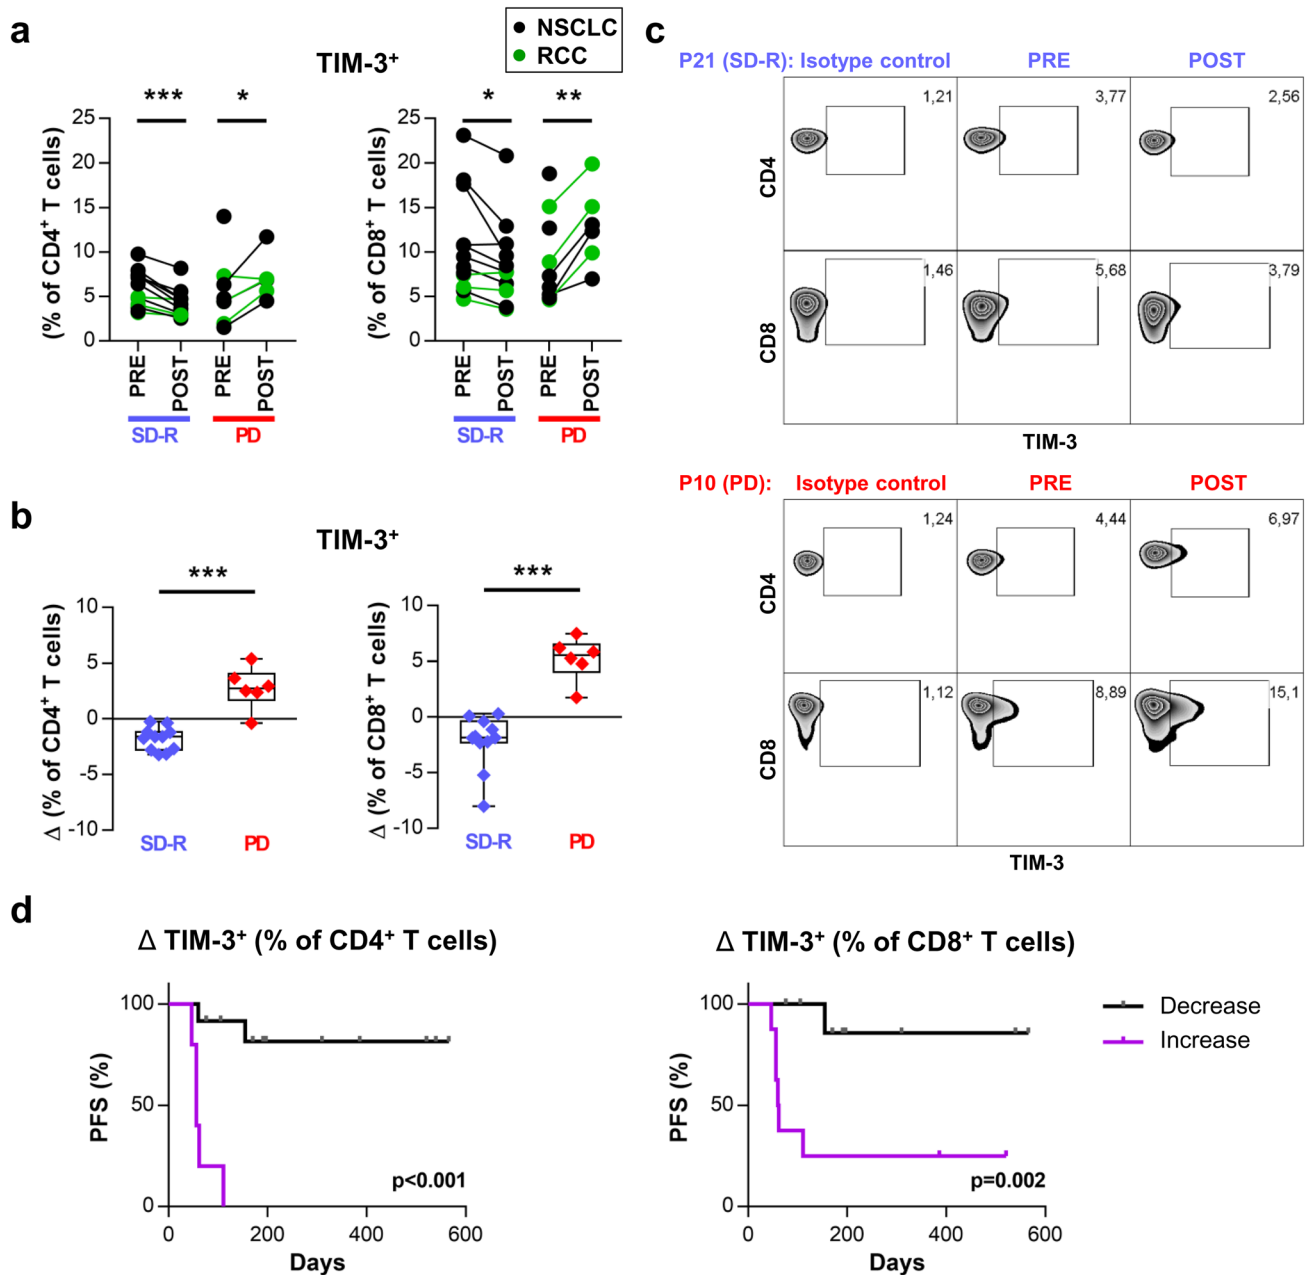 a
NSCLC
RCC
TIM-3⁺
*** *
(% of CD4⁺ T cells)
25
20
15
10
5
0
PRE POST PRE POST
SD-R PD
* **
(% of CD8⁺ T cells)
25
20
15
10
5
0
PRE POST PRE POST
SD-R PD
b
TIM-3⁺
***
Δ (% of CD4⁺ T cells)
10
5
0
-5
-10
SD-R PD
***
Δ (% of CD8⁺ T cells)
10
5
0
-5
-10
SD-R PD
c
P21 (SD-R): Isotype control PRE POST
CD4
1,21 3,77 2,56
CD8
1,46 5,68 3,79
TIM-3
P10 (PD): Isotype control PRE POST
CD4
1,24 4,44 6,97
CD8
1,12 8,89 15,1
TIM-3
d
Δ TIM-3⁺ (% of CD4⁺ T cells)
PFS (%)
100
50
0
p<0.001
0 200 400 600
Days
Δ TIM-3⁺ (% of CD8⁺ T cells)
PFS (%)
100
50
0
p=0.002
0 200 400 600
Days
Decrease
Increase